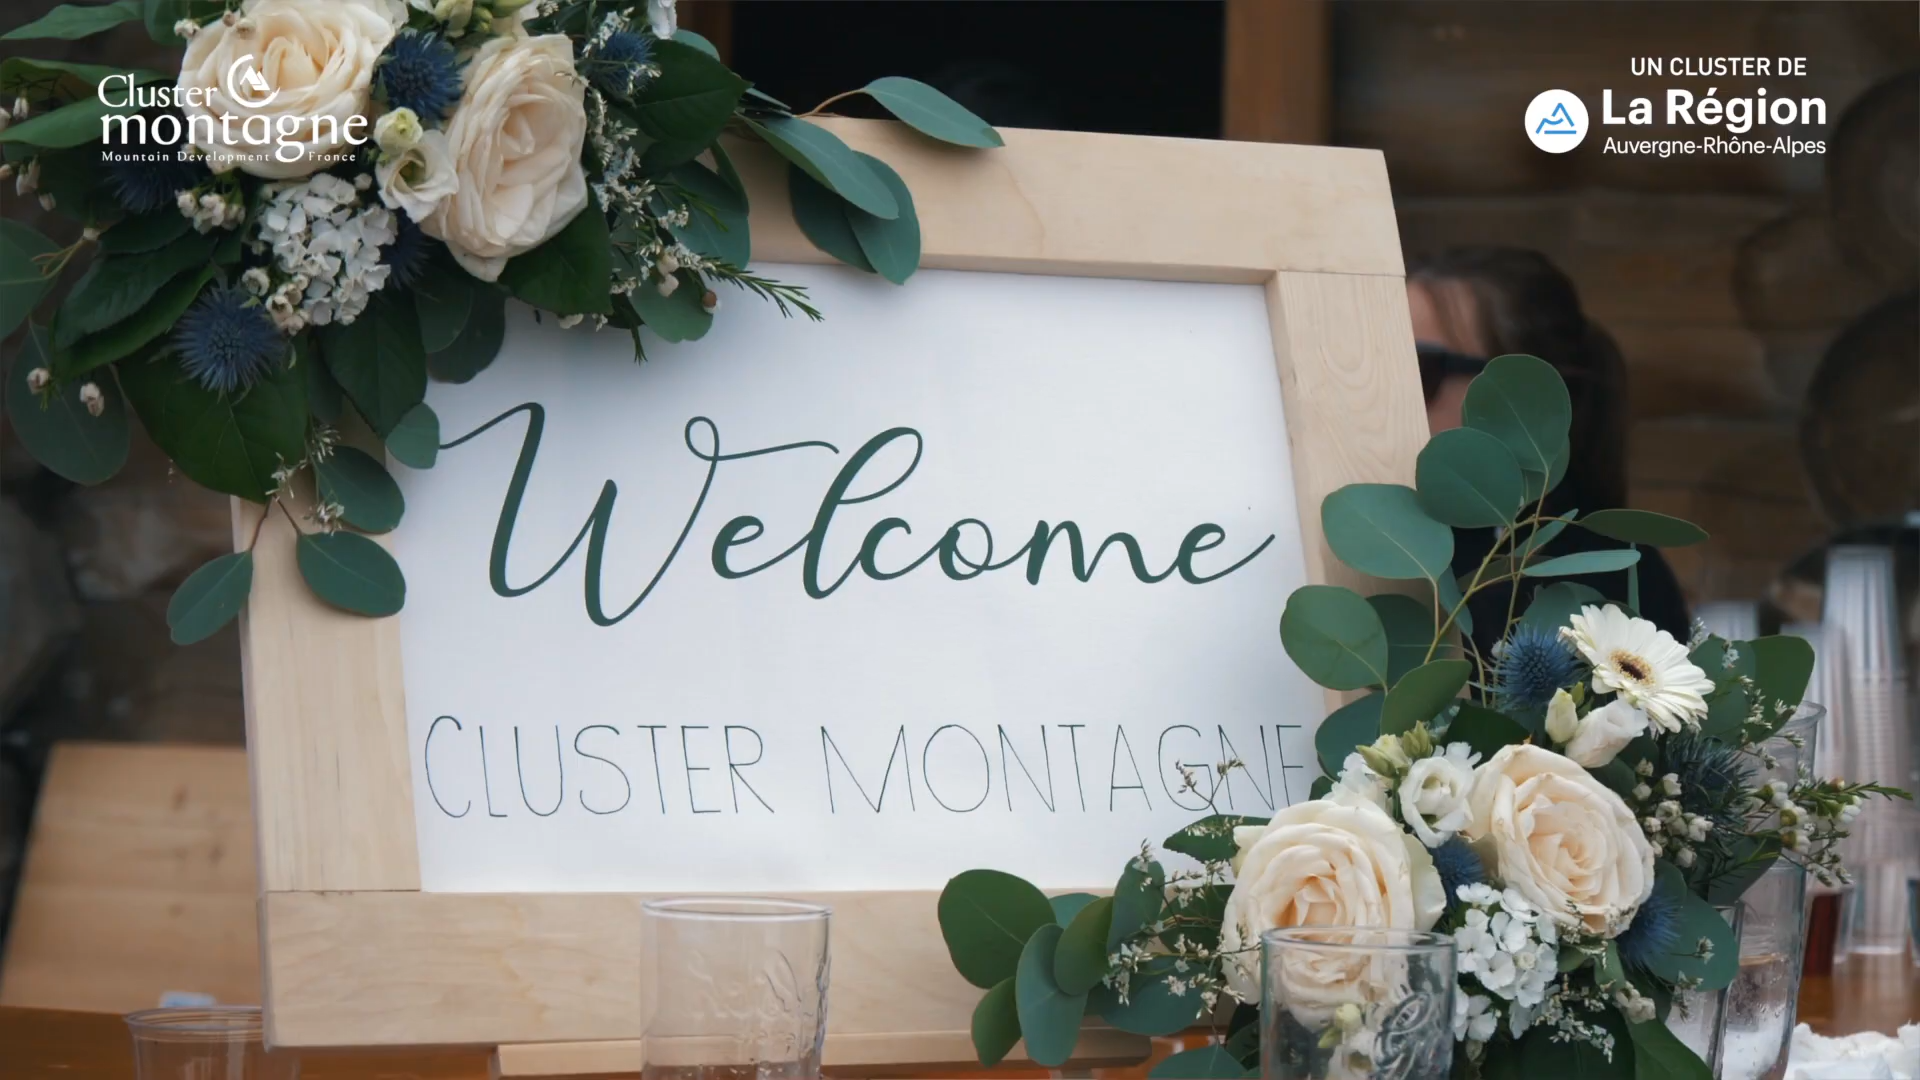 Cluster
montagne
Mountain Development France
UN CLUSTER DE
La Région
Auvergne-Rhône-Alpes
Welcome
CLUSTER MONTAGNE